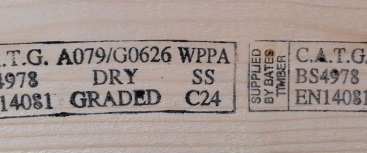 .T.G. A079/G0626 WPPA
4978 DRY SS
14081 GRADED C24
SUPPLIED
BY BATES
TIMBER
C.A.T.G.
BS4978
EN14081